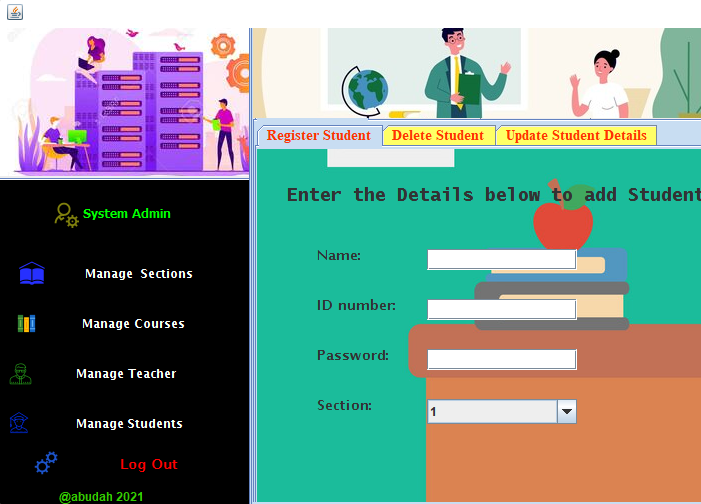 Register Student
Delete Student
Update Student Details
Enter the Details below to add Student
System Admin
Manage Sections
Manage Courses
Manage Teacher
Manage Students
Log Out
@abudah 2021
Name:
ID number:
Password:
Section:
1